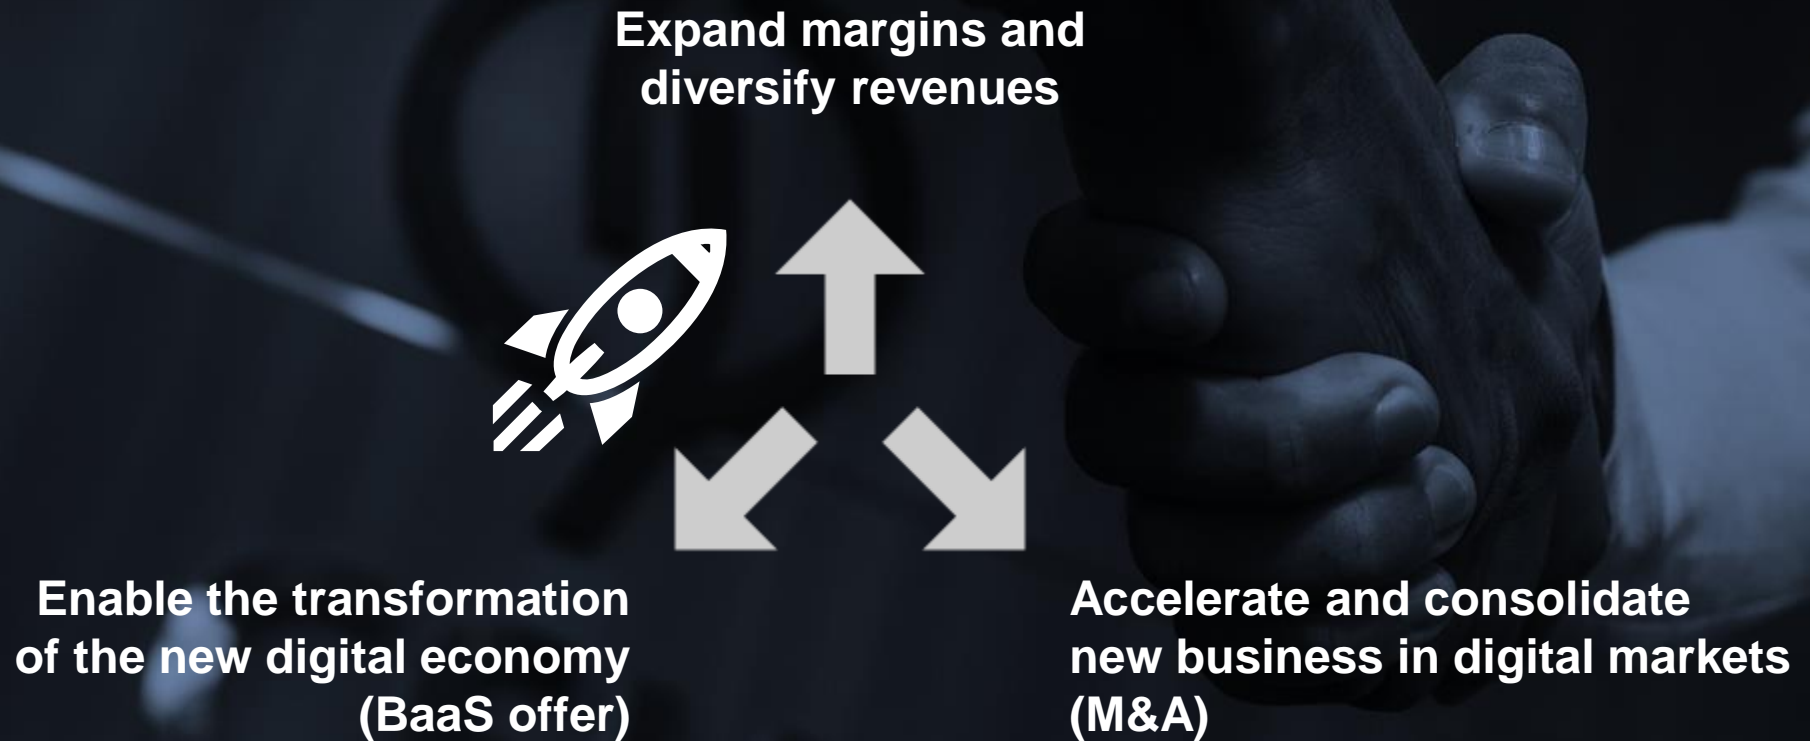 Expand margins and
diversify revenues
Enable the transformation
of the new digital economy
(BaaS offer)
Accelerate and consolidate
new business in digital markets
(M&A)